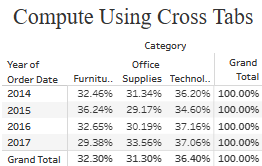 Compute Using Cross Tabs
Category
Year of Order Date Furnitu.. Office Supplies Technol.. Grand Total
2014 32.46% 31.34% 36.20% 100.00%
2015 36.24% 29.17% 34.60% 100.00%
2016 32.65% 30.19% 37.16% 100.00%
2017 29.38% 33.56% 37.06% 100.00%
Grand Total 32.30% 31.30% 36.40% 100.00%